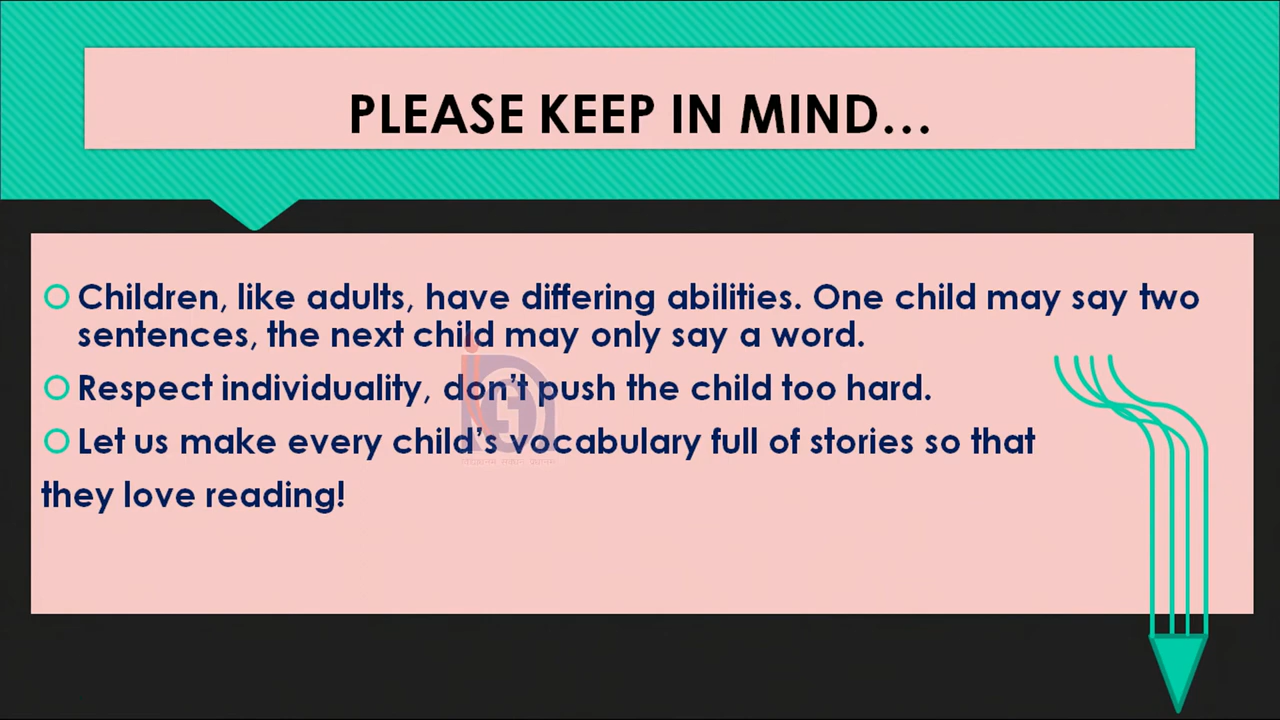 PLEASE KEEP IN MIND...
Children, like adults, have differing abilities. One child may say two
sentences, the next child may only say a word.
Respect individuality, don't push the child too hard.
Let us make every child's vocabulary full of stories so that
they love reading!